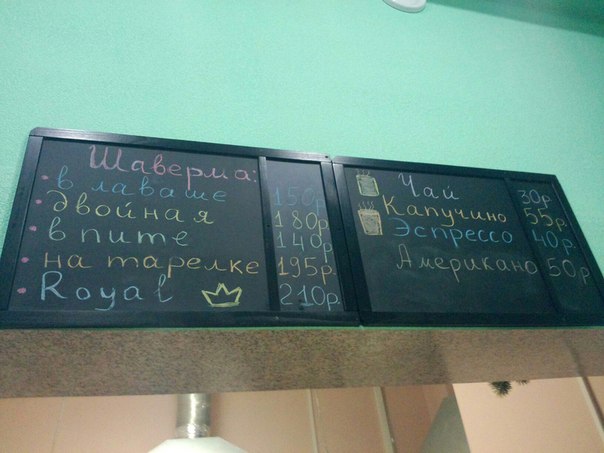 Шаверма:
• в лаваше 150р
• двойная 180р
• в пите 140р
• на тарелке 195р
• Royal 210р
Чай 30р
Капучино 55р
Эспрессо 40р
Американо 50р